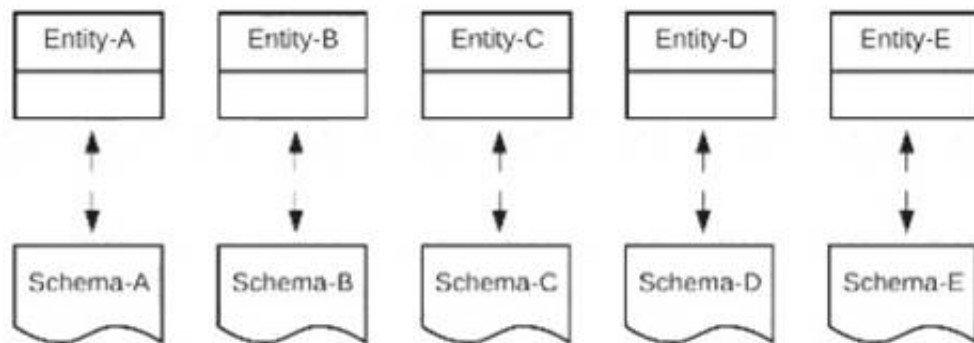 Entity-A
Entity-B
Entity-C
Entity-D
Entity-E
Schema-A
Schema-B
Schema-C
Schema-D
Schema-E